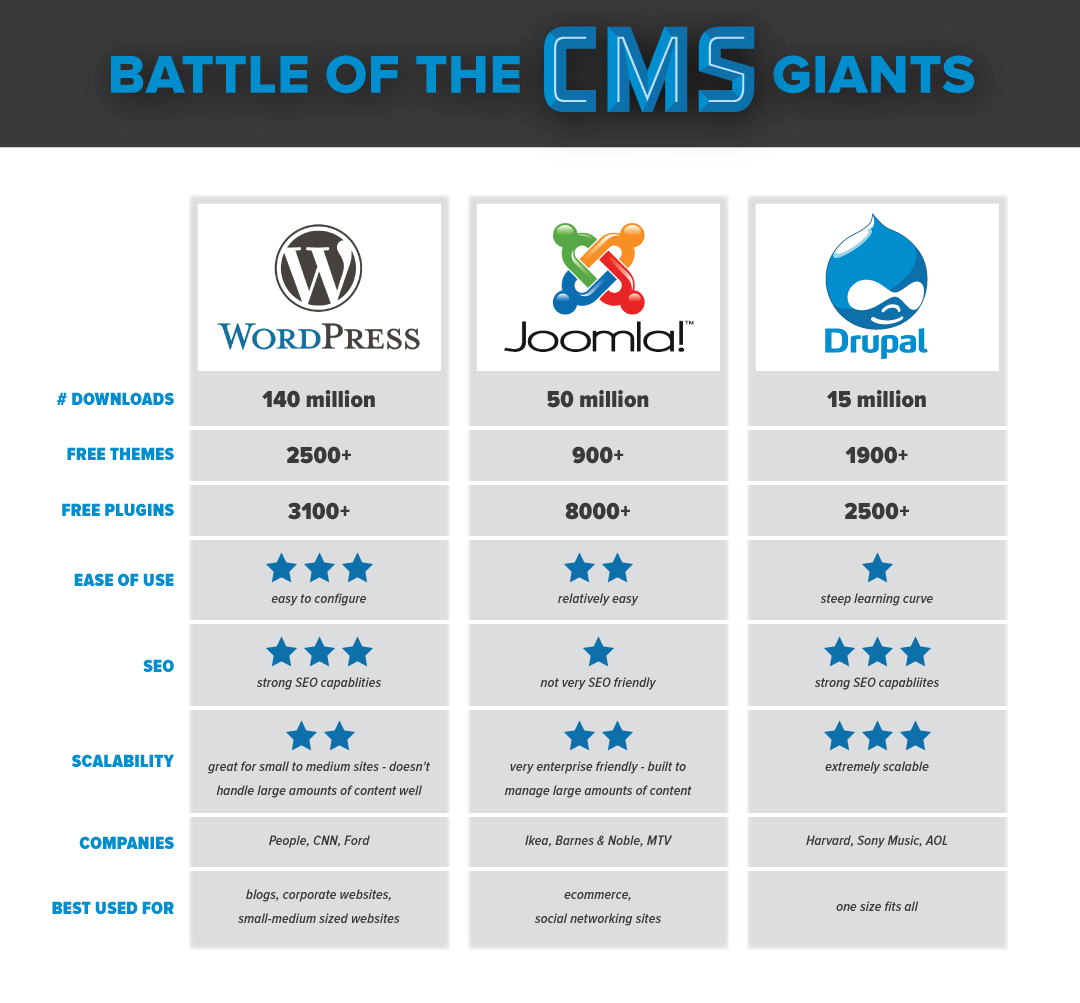 BATTLE OF THE CMS GIANTS
WORDPRESS
Joomla!™
Drupal
# DOWNLOADS
140 million
50 million
15 million
FREE THEMES
2500+
900+
1900+
FREE PLUGINS
3100+
8000+
2500+
EASE OF USE
easy to configure
relatively easy
steep learning curve
SEO
strong SEO capablities
not very SEO friendly
strong SEO capabliites
SCALABILITY
great for small to medium sites - doesn't
handle large amounts of content well
very enterprise friendly - built to
manage large amounts of content
extremely scalable
COMPANIES
People, CNN, Ford
Ikea, Barnes & Noble, MTV
Harvard, Sony Music, AOL
BEST USED FOR
blogs, corporate websites,
small-medium sized websites
ecommerce,
social networking sites
one size fits all